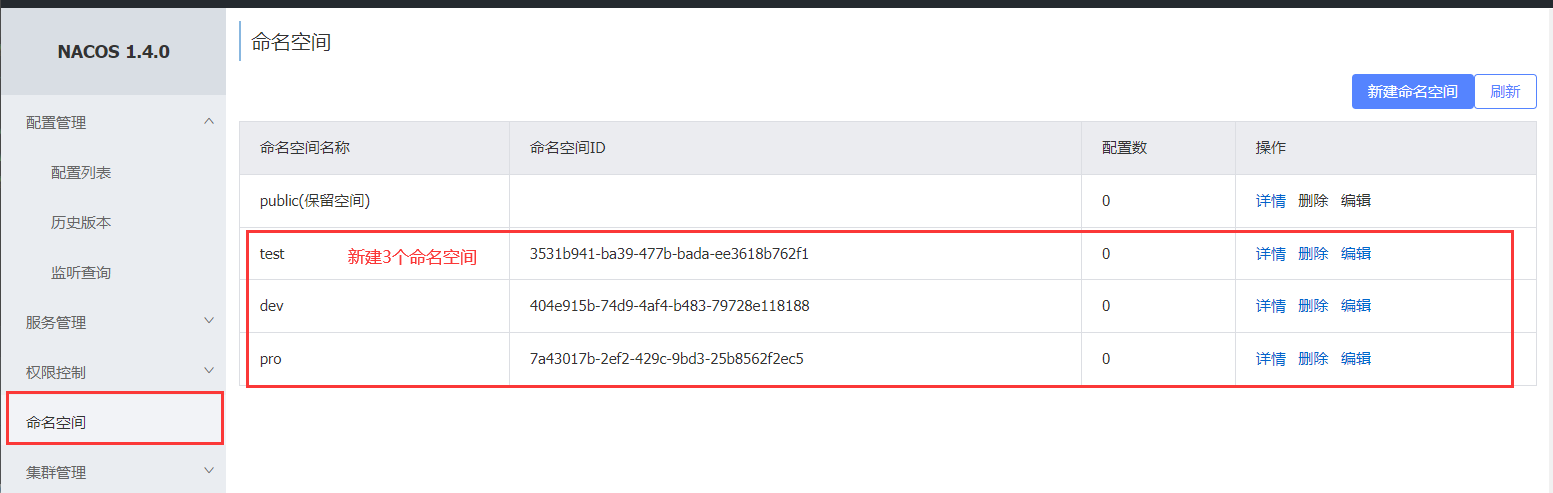 NACOS 1.4.0
配置管理
配置列表
历史版本
监听查询
服务管理
权限控制
命名空间
集群管理
命名空间
新建命名空间 刷新
命名空间名称 命名空间ID 配置数 操作
public(保留空间) 0 详情 删除 编辑
test 新建3个命名空间 3531b941-ba39-477b-bada-ee3618b762f1 0 详情 删除 编辑
dev 404e915b-74d9-4af4-b483-79728e118188 0 详情 删除 编辑
pro 7a43017b-2ef2-429c-9bd3-25b8562f2ec5 0 详情 删除 编辑